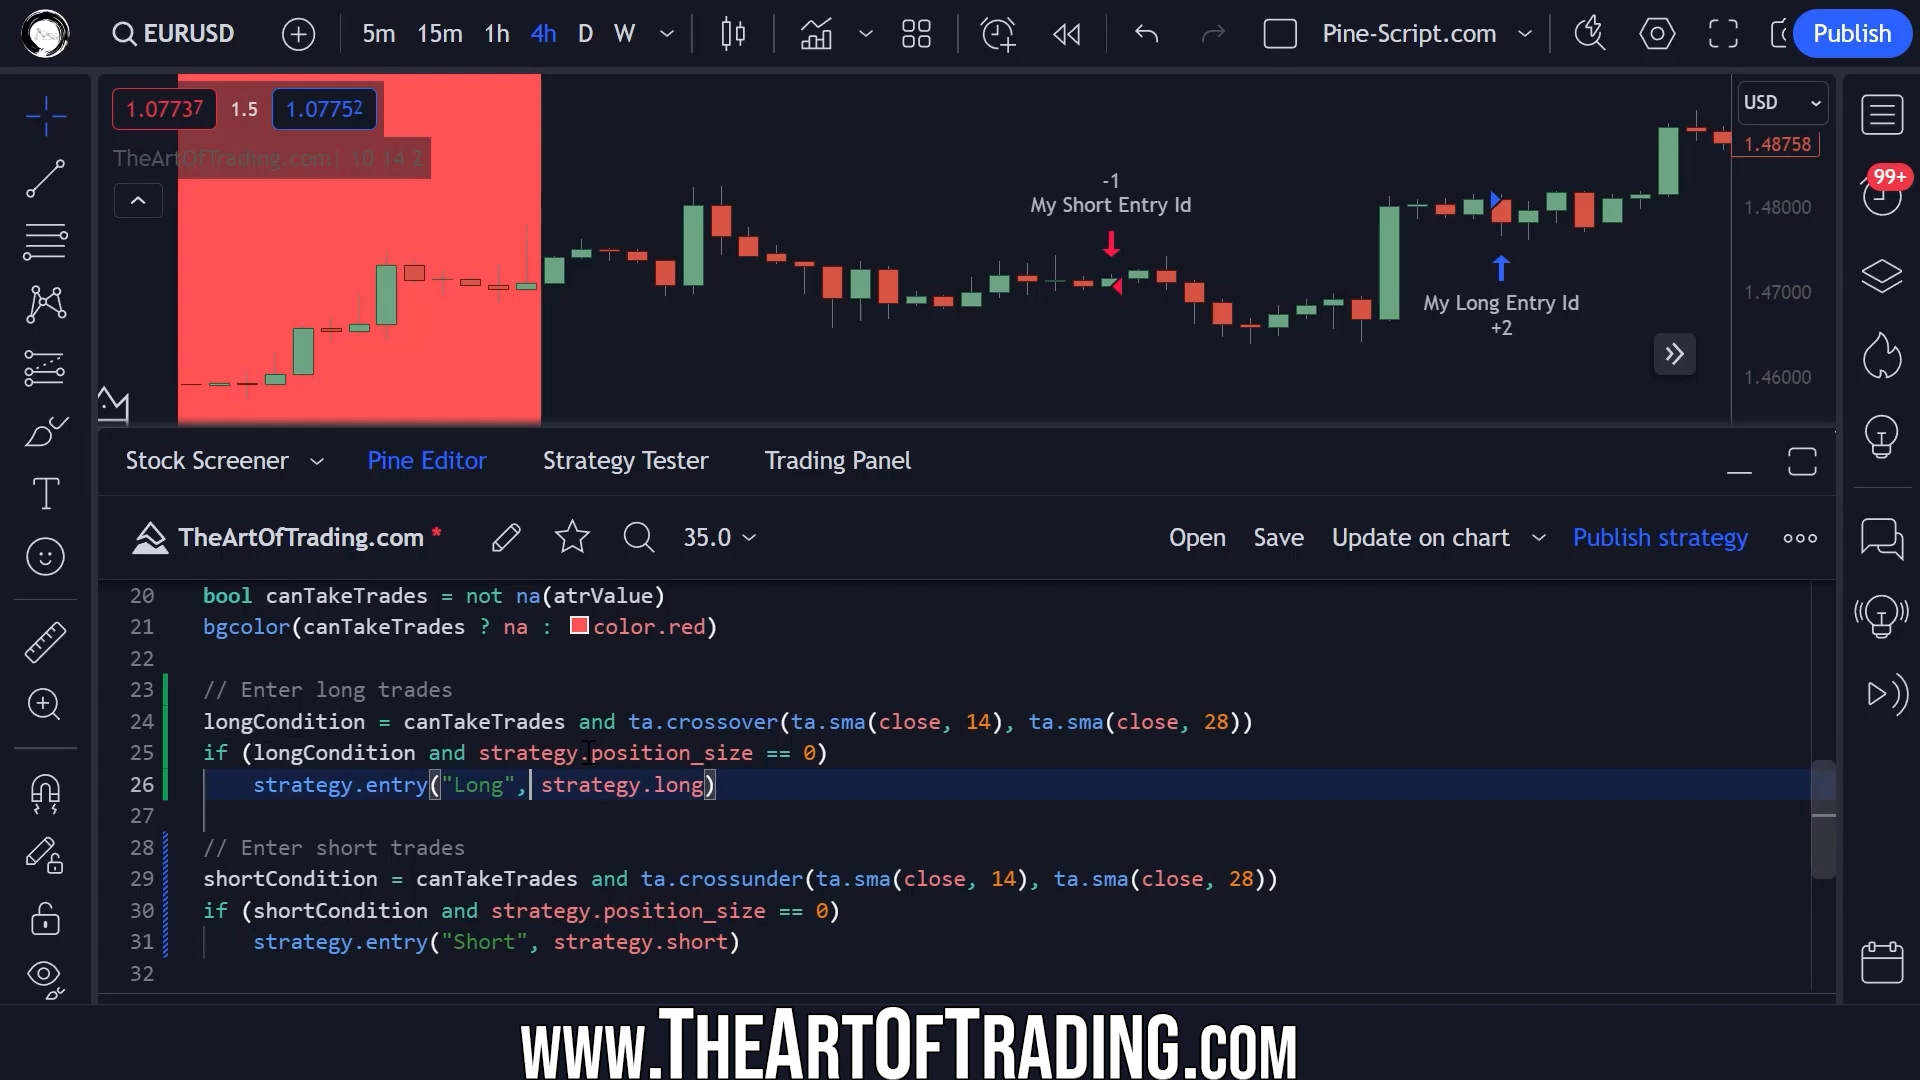 EURUSD
5m 15m 1h 4h D W
Pine-Script.com
Publish
1.07737 1.5 1.07752
TheArtOfTrading.com 10 14 2
USD
1.48758
99+
-1
My Short Entry Id
1.48000
1.47000
My Long Entry Id
+2
1.46000
Stock Screener Pine Editor Strategy Tester Trading Panel
TheArtOfTrading.com * 35.0 Open Save Update on chart Publish strategy
20 bool canTakeTrades = not na(atrValue)
21 bgcolor(canTakeTrades ? na : color.red)
22
23 // Enter long trades
24 longCondition = canTakeTrades and ta.crossover(ta.sma(close, 14), ta.sma(close, 28))
25 if (longCondition and strategy.position_size == 0)
26 strategy.entry("Long", strategy.long)
27
28 // Enter short trades
29 shortCondition = canTakeTrades and ta.crossunder(ta.sma(close, 14), ta.sma(close, 28))
30 if (shortCondition and strategy.position_size == 0)
31 strategy.entry("Short", strategy.short)
32
www.TheArtOfTrading.com